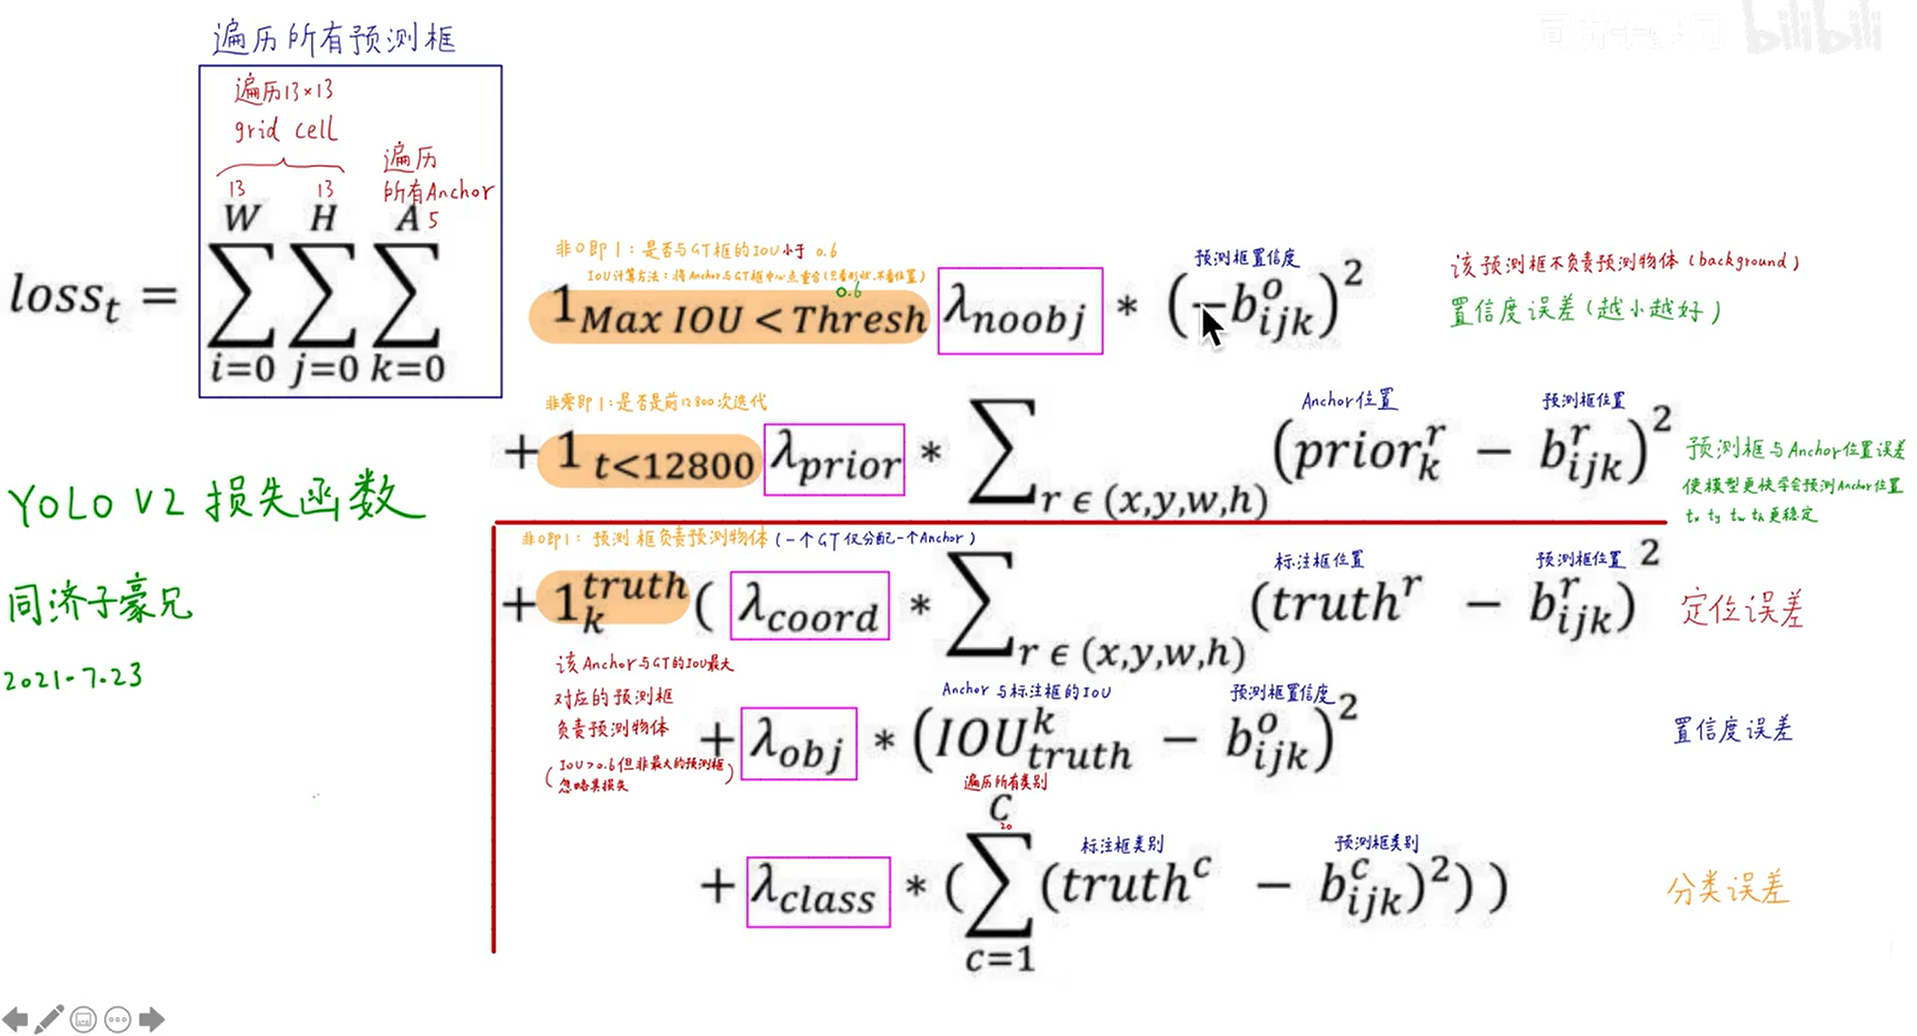 遍历所有预测框
bilibili
遍历13×13
grid cell
遍历
所有Anchor
13 13 5
W H A
loss_t = ∑ ∑ ∑
i=0 j=0 k=0
非0即1：是否与GT框的IOU小于 0.6
IOU计算方法：将Anchor与GT框中心点重合(只看形状,不看位置)
0.6
预测框置信度
1_{Max IOU < Thresh} λ_{noobj} * (−b_{ijk}^{o})^2
该预测框不负责预测物体(background)
置信度误差(越小越好)
非零即1：是否是前12800次迭代
Anchor位置 预测框位置
+ 1_{t<12800} λ_{prior} * ∑_{r ϵ (x,y,w,h)} (prior_{k}^{r} − b_{ijk}^{r})^2
预测框与Anchor位置误差
使模型更快学会预测Anchor位置
tx ty tw th更稳定
YOLO V2 损失函数
同济子豪兄
2021.7.23
非0即1：预测框负责预测物体(一个GT仅分配一个Anchor)
标注框位置 预测框位置
+ 1_{k}^{truth} ( λ_{coord} * ∑_{r ϵ (x,y,w,h)} (truth^{r} − b_{ijk}^{r})^2
定位误差
该Anchor与GT的IOU最大
对应的预测框
负责预测物体
(IOU>0.6但非最大的预测框
忽略其损失)
Anchor与标注框的IOU 预测框置信度
+ λ_{obj} * (IOU_{truth}^{k} − b_{ijk}^{o})^2
置信度误差
遍历所有类别
C
20
标注框类别 预测框类别
+ λ_{class} * (∑ (truth^{c} − b_{ijk}^{c})^2))
c=1
分类误差